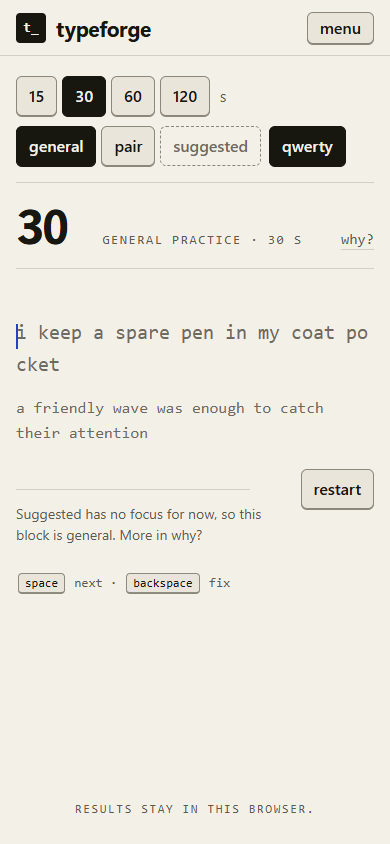 t_ typeforge menu
15 30 60 120 s
general pair suggested qwerty
30 GENERAL PRACTICE · 30 S why?
i keep a spare pen in my coat po
cket
a friendly wave was enough to catch
their attention
restart
Suggested has no focus for now, so this
block is general. More in why?
space next · backspace fix
RESULTS STAY IN THIS BROWSER.